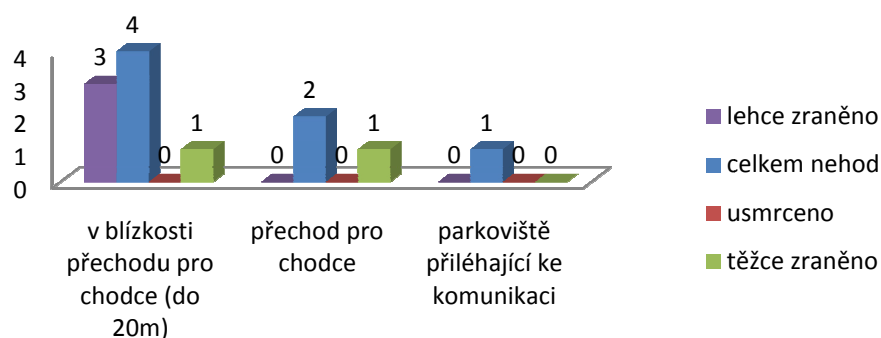 4
3
2
1
0
3
4
0
1
0
2
0
1
0
1
0
0
v blízkosti
přechodu pro
chodce (do
20m)
přechod pro
chodce
parkoviště
přiléhající ke
komunikaci
lehce zraněno
celkem nehod
usmrceno
těžce zraněno